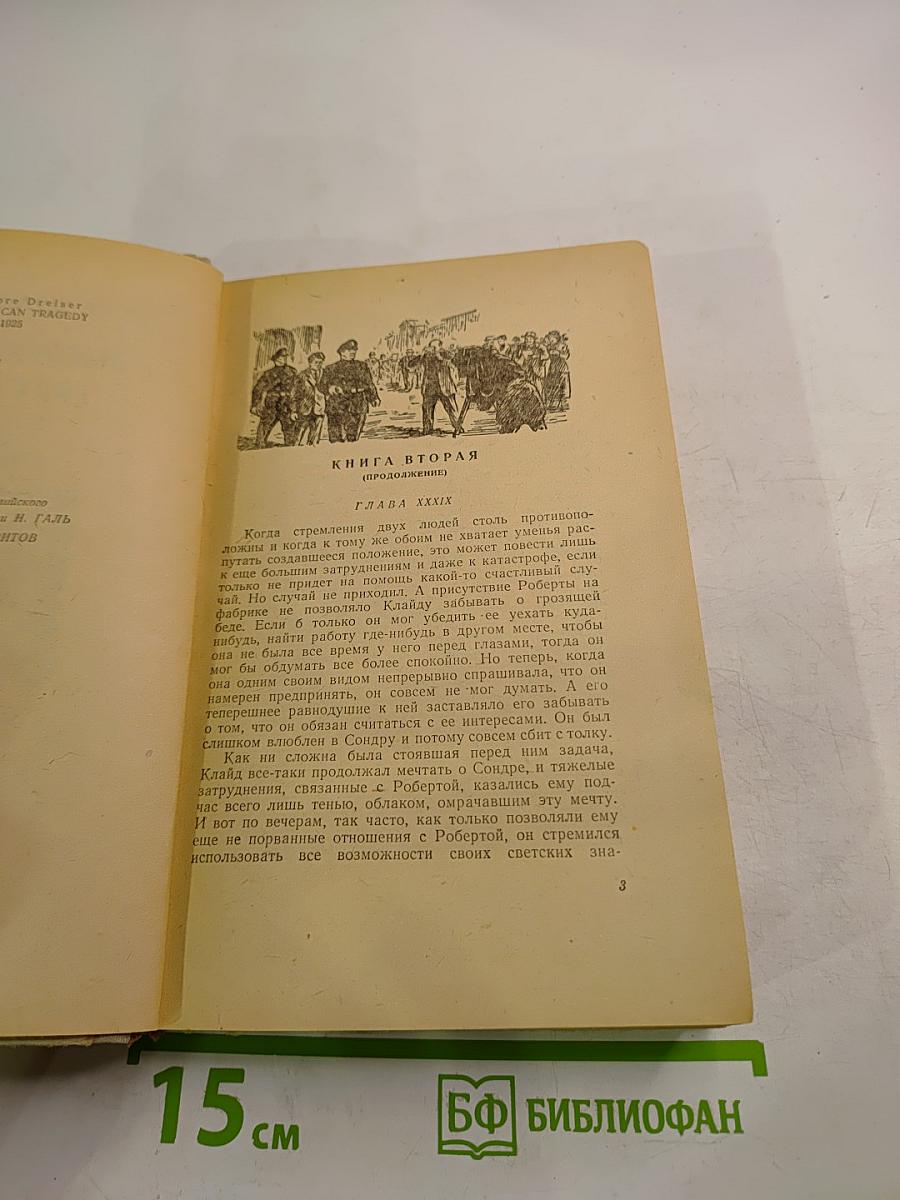 ore Dreiser
CAN TRAGEDY
1925
йского
и Н. ГАЛЬ
ИТОВ
КНИГА ВТОРАЯ
(ПРОДОЛЖЕНИЕ)
ГЛАВА XXXIX
Когда стремления двух людей столь противопо-
ложны и когда к тому же обоим не хватает уменья рас-
путать создавшееся положение, это может повести лишь
к еще большим затруднениям и даже к катастрофе, если
только не придет на помощь какой-то счастливый слу-
чай. Но случай не приходил. А присутствие Роберты на
фабрике не позволяло Клайду забывать о грозящей
беде. Если б только он мог убедить ее уехать куда-
нибудь, найти работу где-нибудь в другом месте, чтобы
она не была все время у него перед глазами, тогда он
мог бы обдумать все более спокойно. Но теперь, когда
она одним своим видом непрерывно спрашивала, что он
намерен предпринять, он совсем не мог думать. А его
теперешнее равнодушие к ней заставляло его забывать
о том, что он обязан считаться с ее интересами. Он был
слишком влюблен в Сондру и потому совсем сбит с толку.
Как ни сложна была стоявшая перед ним задача,
Клайд все-таки продолжал мечтать о Сондре, и тяжелые
затруднения, связанные с Робертой, казались ему под-
час всего лишь тенью, облаком, омрачавшим эту мечту.
И вот по вечерам, так часто, как только позволяли ему
еще не порванные отношения с Робертой, он стремился
использовать все возможности своих светских зна-
3
15 см
БФ БИБЛИОФАН